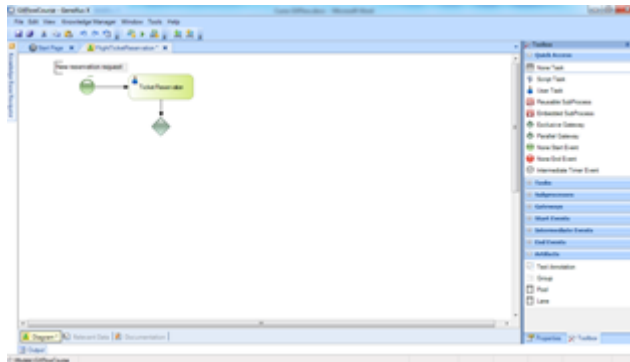 GXflowCourse - GeneXus X
File Edit View Knowledge Manager Window Tools Help
Start Page
FlightTicketReservation *
New reservation request
Ticket Reservation
Toolbox
Quick Access
None Task
Script Task
User Task
Reusable SubProcess
Embedded SubProcess
Exclusive Gateway
Parallel Gateway
None Start Event
None End Event
Intermediate Timer Event
Tasks
Subprocesses
Gateways
Start Events
Intermediate Events
End Events
Artifacts
Text Annotation
Group
Pool
Lane
Diagram *
Relevant Data
Documentation
Properties
Toolbox
Output